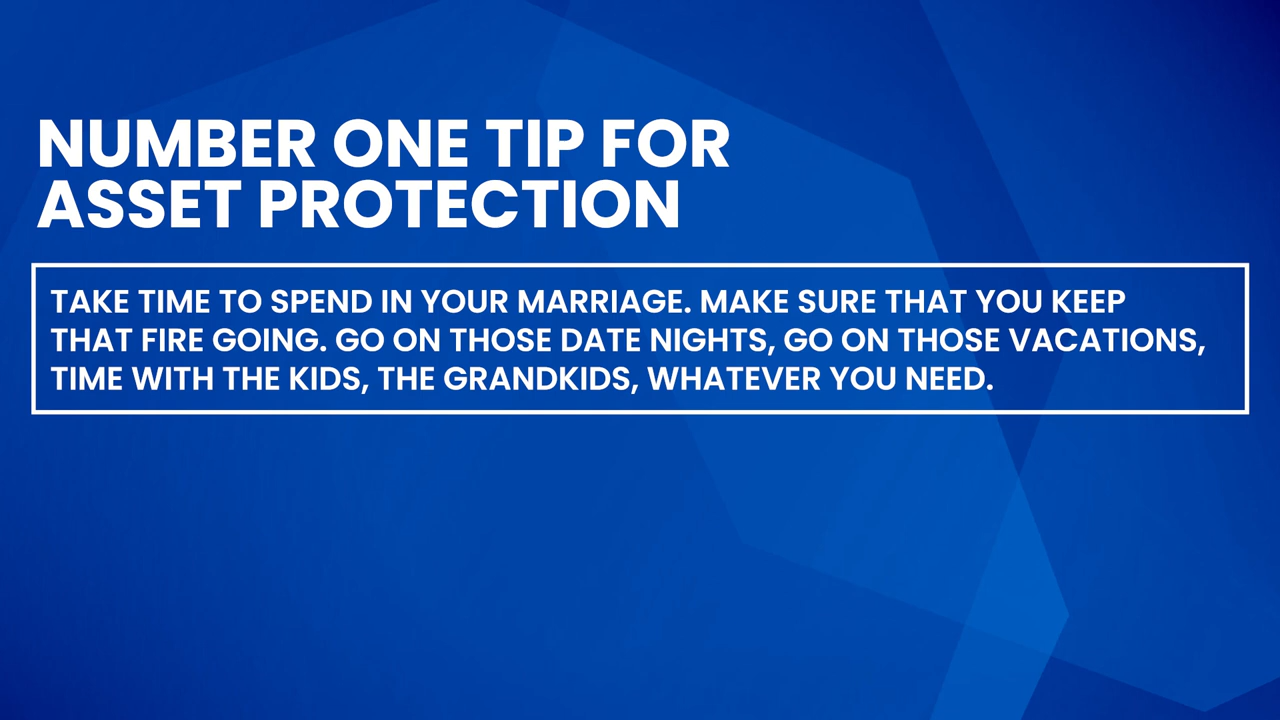 NUMBER ONE TIP FOR
ASSET PROTECTION
TAKE TIME TO SPEND IN YOUR MARRIAGE. MAKE SURE THAT YOU KEEP
THAT FIRE GOING. GO ON THOSE DATE NIGHTS, GO ON THOSE VACATIONS,
TIME WITH THE KIDS, THE GRANDKIDS, WHATEVER YOU NEED.